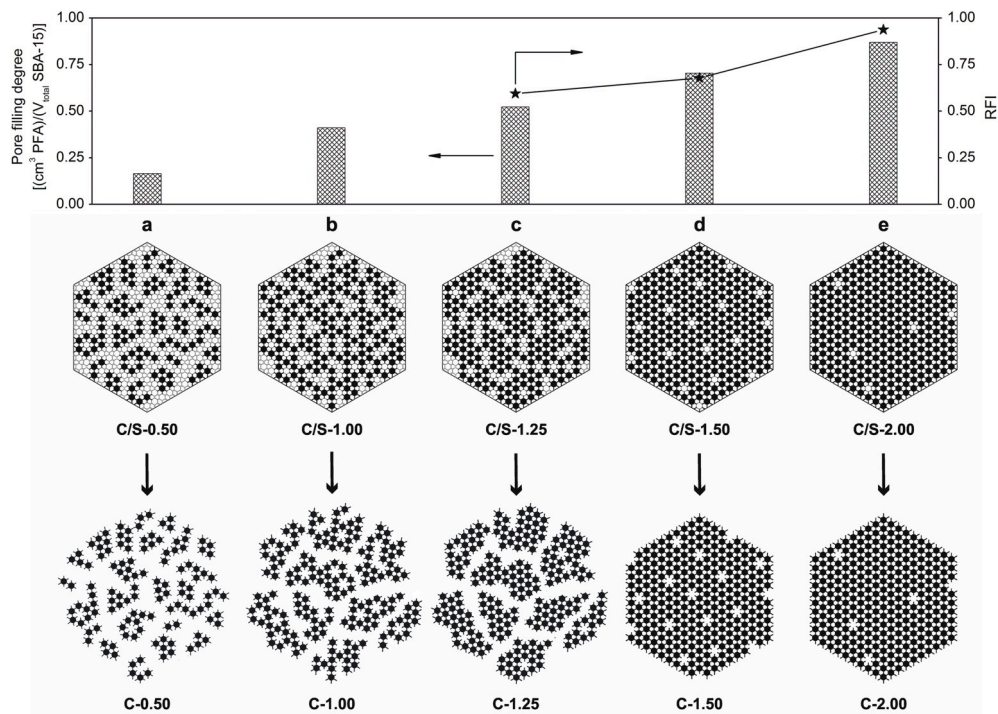 1.00
0.75
0.50
0.25
0.00
Pore filling degree
[(cm³ PFA)/(V_total SBA-15)]
1.00
0.75
0.50
0.25
0.00
RFI
a b c d e
C/S-0.50 C/S-1.00 C/S-1.25 C/S-1.50 C/S-2.00
C-0.50 C-1.00 C-1.25 C-1.50 C-2.00